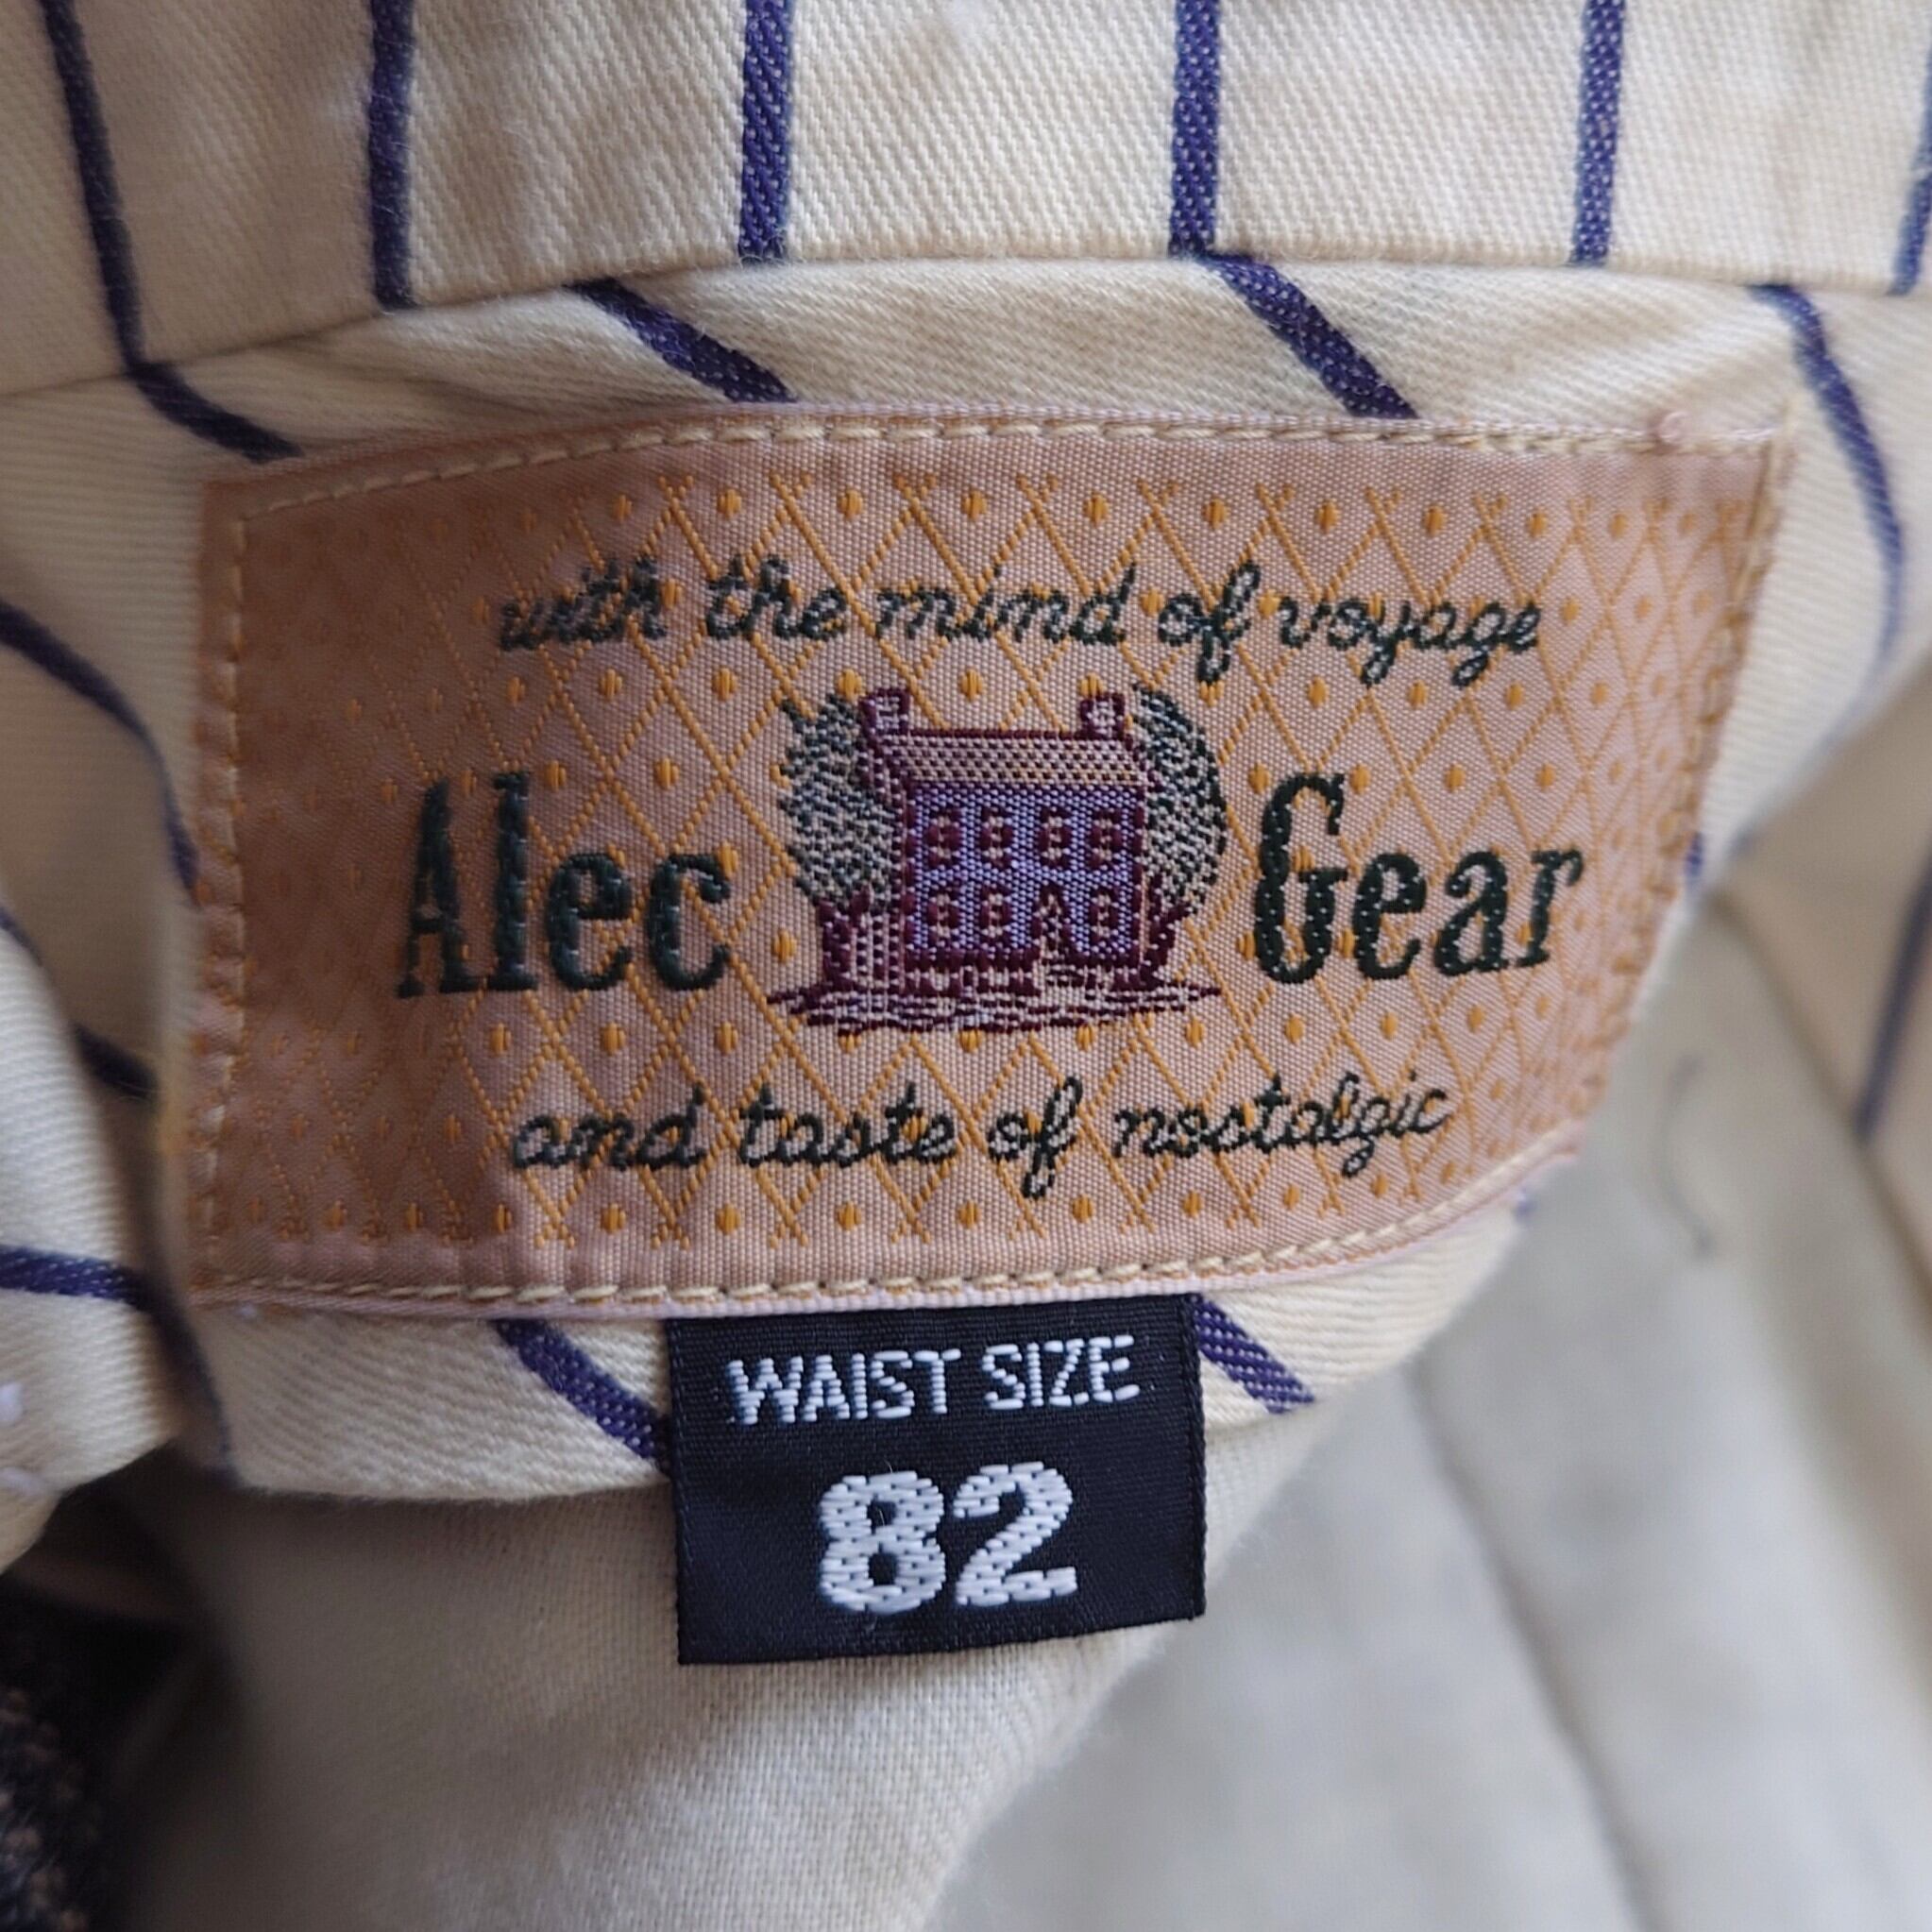 with the mind of voyage
Alec Gear
and taste of nostalgic
WAIST SIZE
82